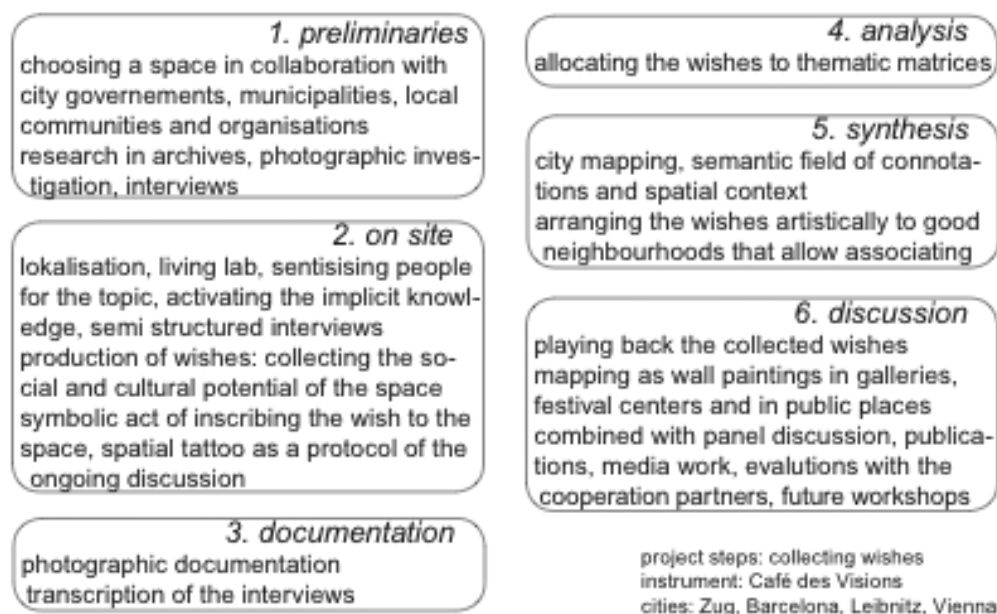 1. preliminaries
choosing a space in collaboration with
city governements, municipalities, local
communities and organisations
research in archives, photographic inves-
tigation, interviews
2. on site
lokalisation, living lab, sentisising people
for the topic, activating the implicit knowl-
edge, semi structured interviews
production of wishes: collecting the so-
cial and cultural potential of the space
symbolic act of inscribing the wish to the
space, spatial tattoo as a protocol of the
ongoing discussion
3. documentation
photographic documentation
transcription of the interviews
4. analysis
allocating the wishes to thematic matrices
5. synthesis
city mapping, semantic field of connota-
tions and spatial context
arranging the wishes artistically to good
neighbourhoods that allow associating
6. discussion
playing back the collected wishes
mapping as wall paintings in galleries,
festival centers and in public places
combined with panel discussion, publica-
tions, media work, evalutions with the
cooperation partners, future workshops
project steps: collecting wishes
instrument: Café des Visions
cities: Zug, Barcelona, Leibnitz, Vienna